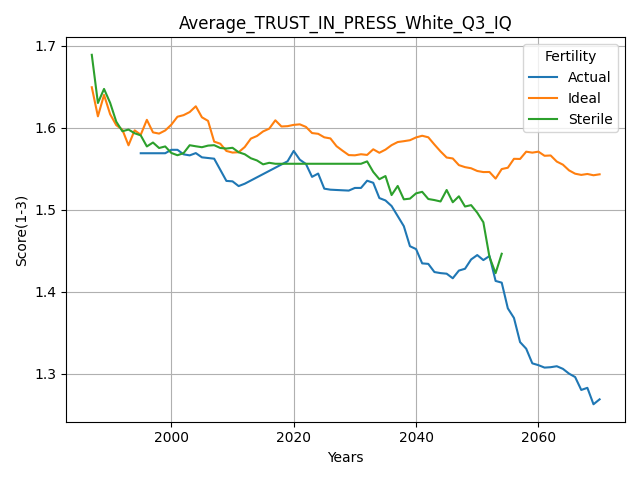 Average_TRUST_IN_PRESS_White_Q3_IQ
Fertility
Actual
Ideal
Sterile
Score(1-3)
1.7
1.6
1.5
1.4
1.3
2000
2020
2040
2060
Years